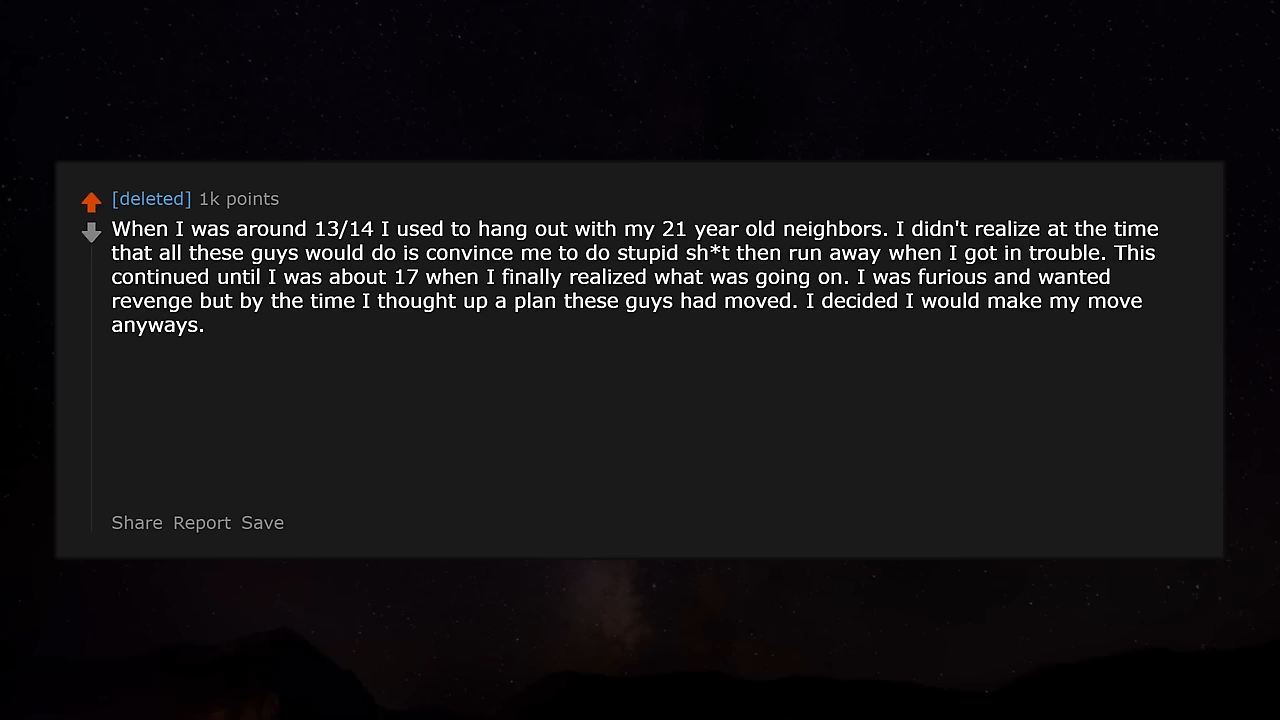 [deleted] 1k points
When I was around 13/14 I used to hang out with my 21 year old neighbors. I didn't realize at the time
that all these guys would do is convince me to do stupid sh*t then run away when I got in trouble. This
continued until I was about 17 when I finally realized what was going on. I was furious and wanted
revenge but by the time I thought up a plan these guys had moved. I decided I would make my move
anyways.
Share Report Save